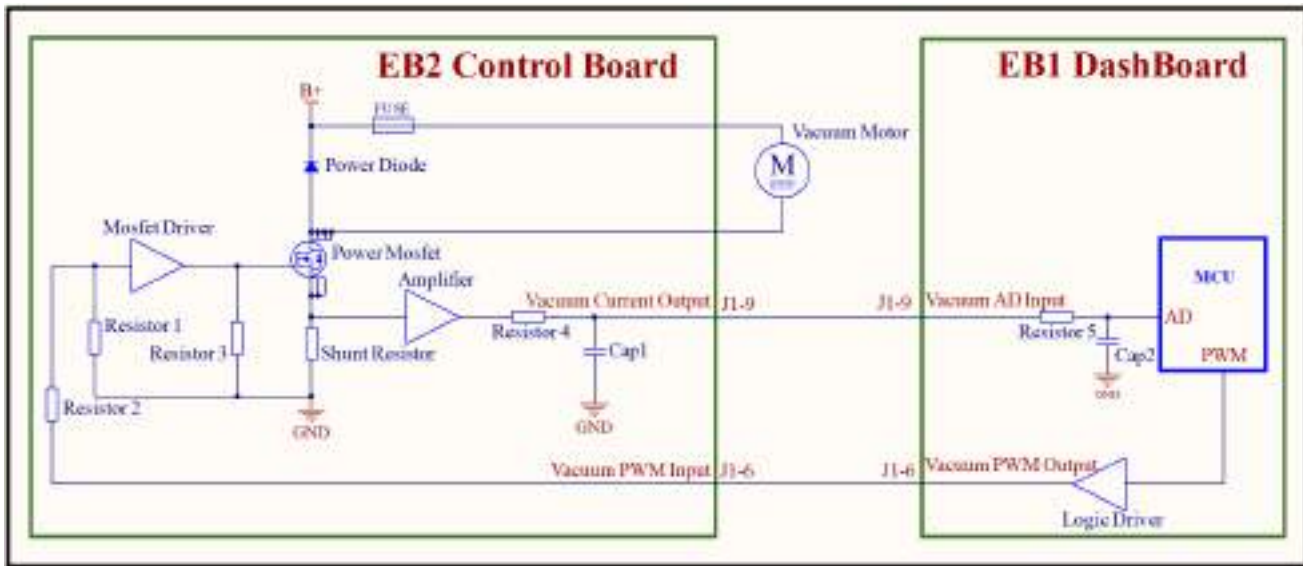 EB2 Control Board
EB1 DashBoard
B+
FUSE
Vacuum Motor
M
Power Diode
Mosfet Driver
Power Mosfet
Amplifier
MCU
Vacuum Current Output
J1-9
J1-9
Vacuum AD Input
AD
Resistor 1
Resistor 3
Shunt Resistor
Resistor 4
Cap1
Resistor 5
Cap2
PWM
Resistor 2
GND
GND
GND
Vacuum PWM Input
J1-6
J1-6
Vacuum PWM Output
Logic Driver